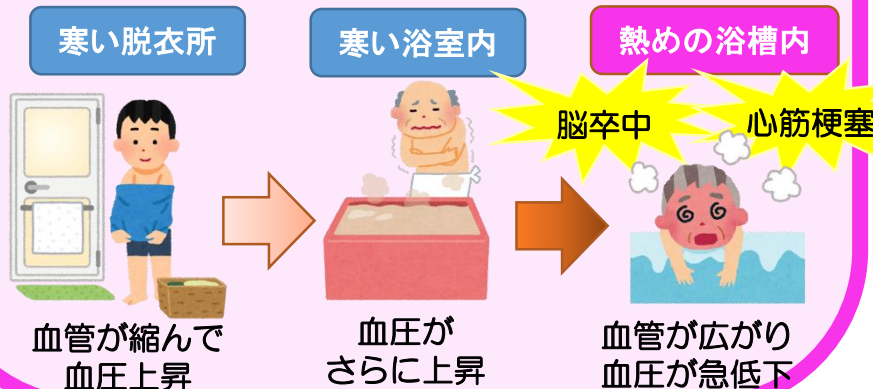 寒い脱衣所
寒い浴室内
熱めの浴槽内
脳卒中
心筋梗塞
血管が縮んで
血圧上昇
血圧が
さらに上昇
血管が広がり
血圧が急低下